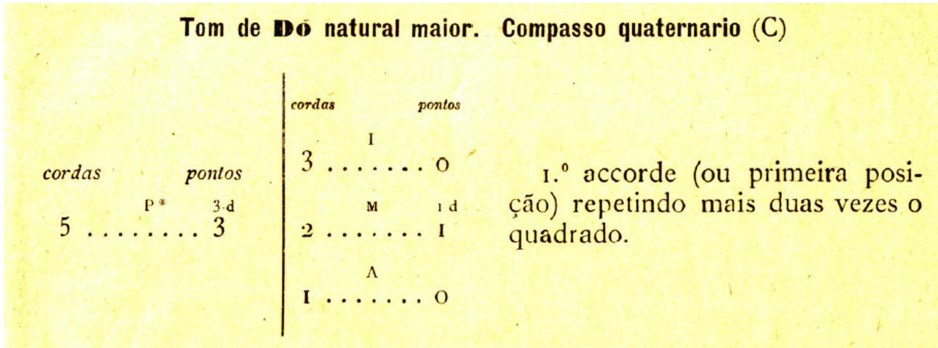 Tom de Dó natural maior. Compasso quaternario (C)
cordas pontos
P* 3 d
5 ........ 3
cordas pontos
I
3 ....... O
M 1 d
2 ....... I
A
I ....... O
1.º accorde (ou primeira posi-
ção) repetindo mais duas vezes o
quadrado.